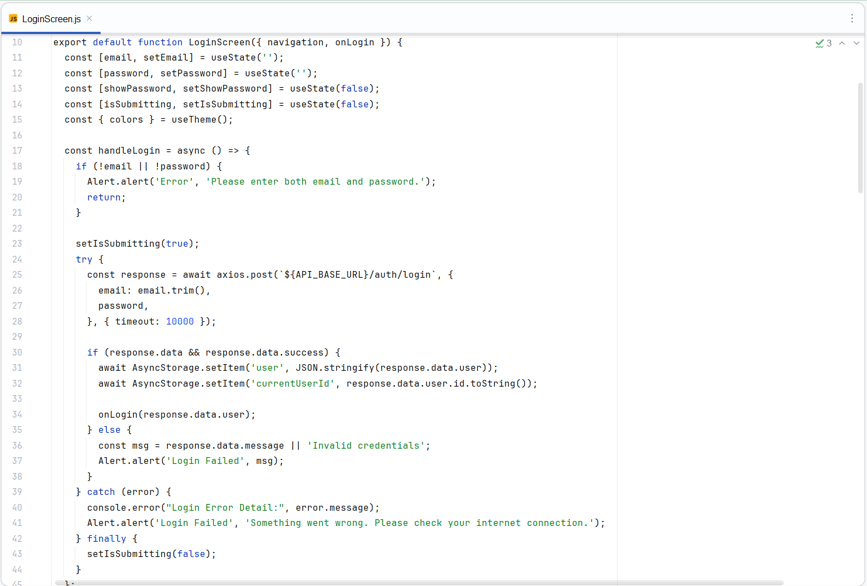 LoginScreen.js
3
10 export default function LoginScreen({ navigation, onLogin }) {
11 const [email, setEmail] = useState('');
12 const [password, setPassword] = useState('');
13 const [showPassword, setShowPassword] = useState(false);
14 const [isSubmitting, setIsSubmitting] = useState(false);
15 const { colors } = useTheme();
16
17 const handleLogin = async () => {
18 if (!email || !password) {
19 Alert.alert('Error', 'Please enter both email and password.');
20 return;
21 }
22
23 setIsSubmitting(true);
24 try {
25 const response = await axios.post(`${API_BASE_URL}/auth/login`, {
26 email: email.trim(),
27 password,
28 }, { timeout: 10000 });
29
30 if (response.data && response.data.success) {
31 await AsyncStorage.setItem('user', JSON.stringify(response.data.user));
32 await AsyncStorage.setItem('currentUserId', response.data.user.id.toString());
33
34 onLogin(response.data.user);
35 } else {
36 const msg = response.data.message || 'Invalid credentials';
37 Alert.alert('Login Failed', msg);
38 }
39 } catch (error) {
40 console.error("Login Error Detail:", error.message);
41 Alert.alert('Login Failed', 'Something went wrong. Please check your internet connection.');
42 } finally {
43 setIsSubmitting(false);
44 }
45 };